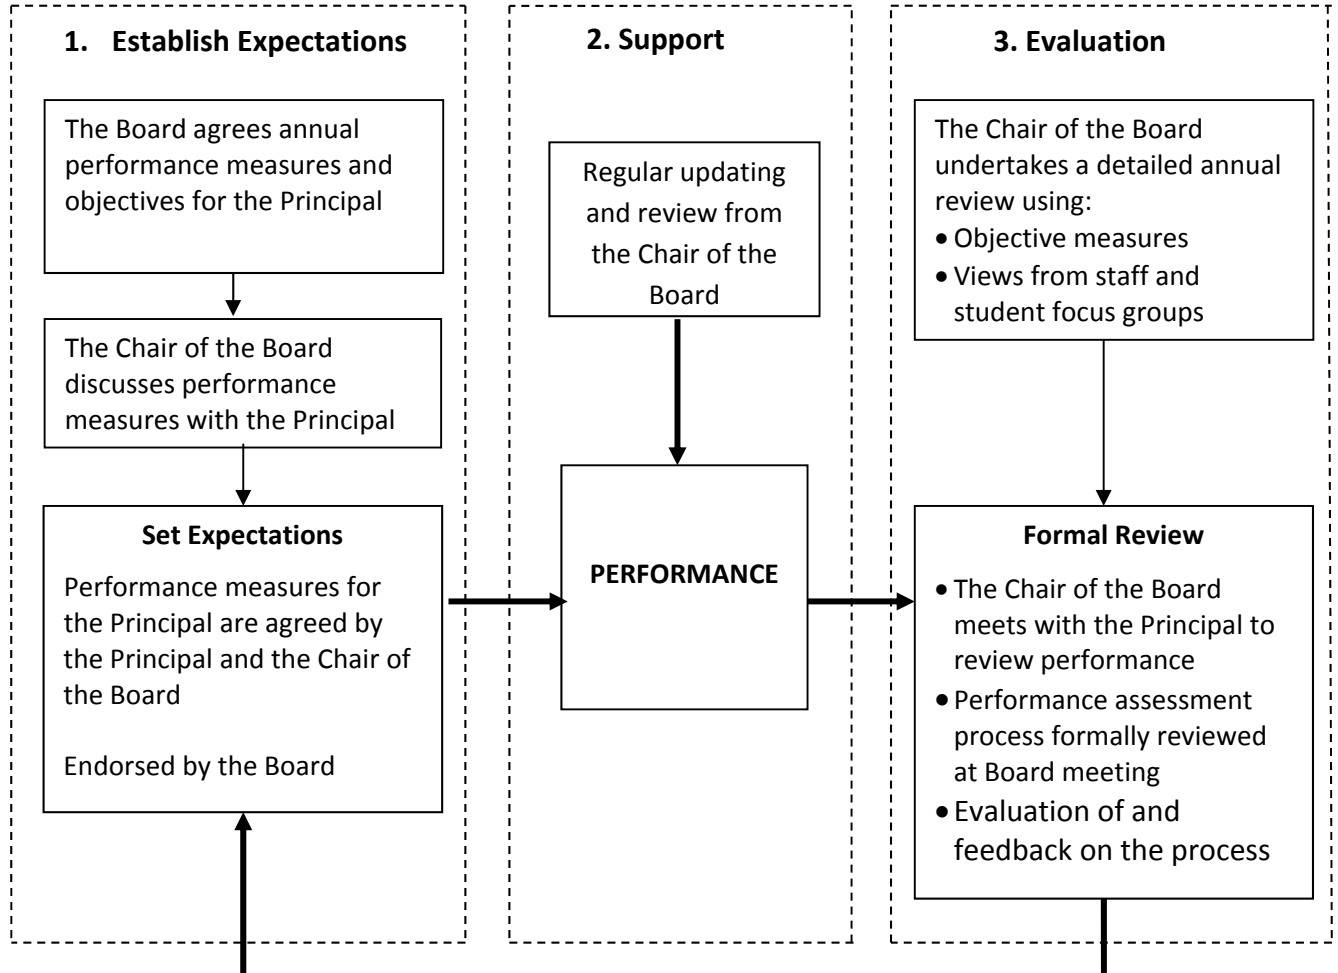 1. Establish Expectations
The Board agrees annual
performance measures and
objectives for the Principal
The Chair of the Board
discusses performance
measures with the Principal
Set Expectations
Performance measures for
the Principal are agreed by
the Principal and the Chair of
the Board
Endorsed by the Board
2. Support
Regular updating
and review from
the Chair of the
Board
PERFORMANCE
3. Evaluation
The Chair of the Board
undertakes a detailed annual
review using:
• Objective measures
• Views from staff and
student focus groups
Formal Review
• The Chair of the Board
meets with the Principal to
review performance
• Performance assessment
process formally reviewed
at Board meeting
• Evaluation of and
feedback on the process